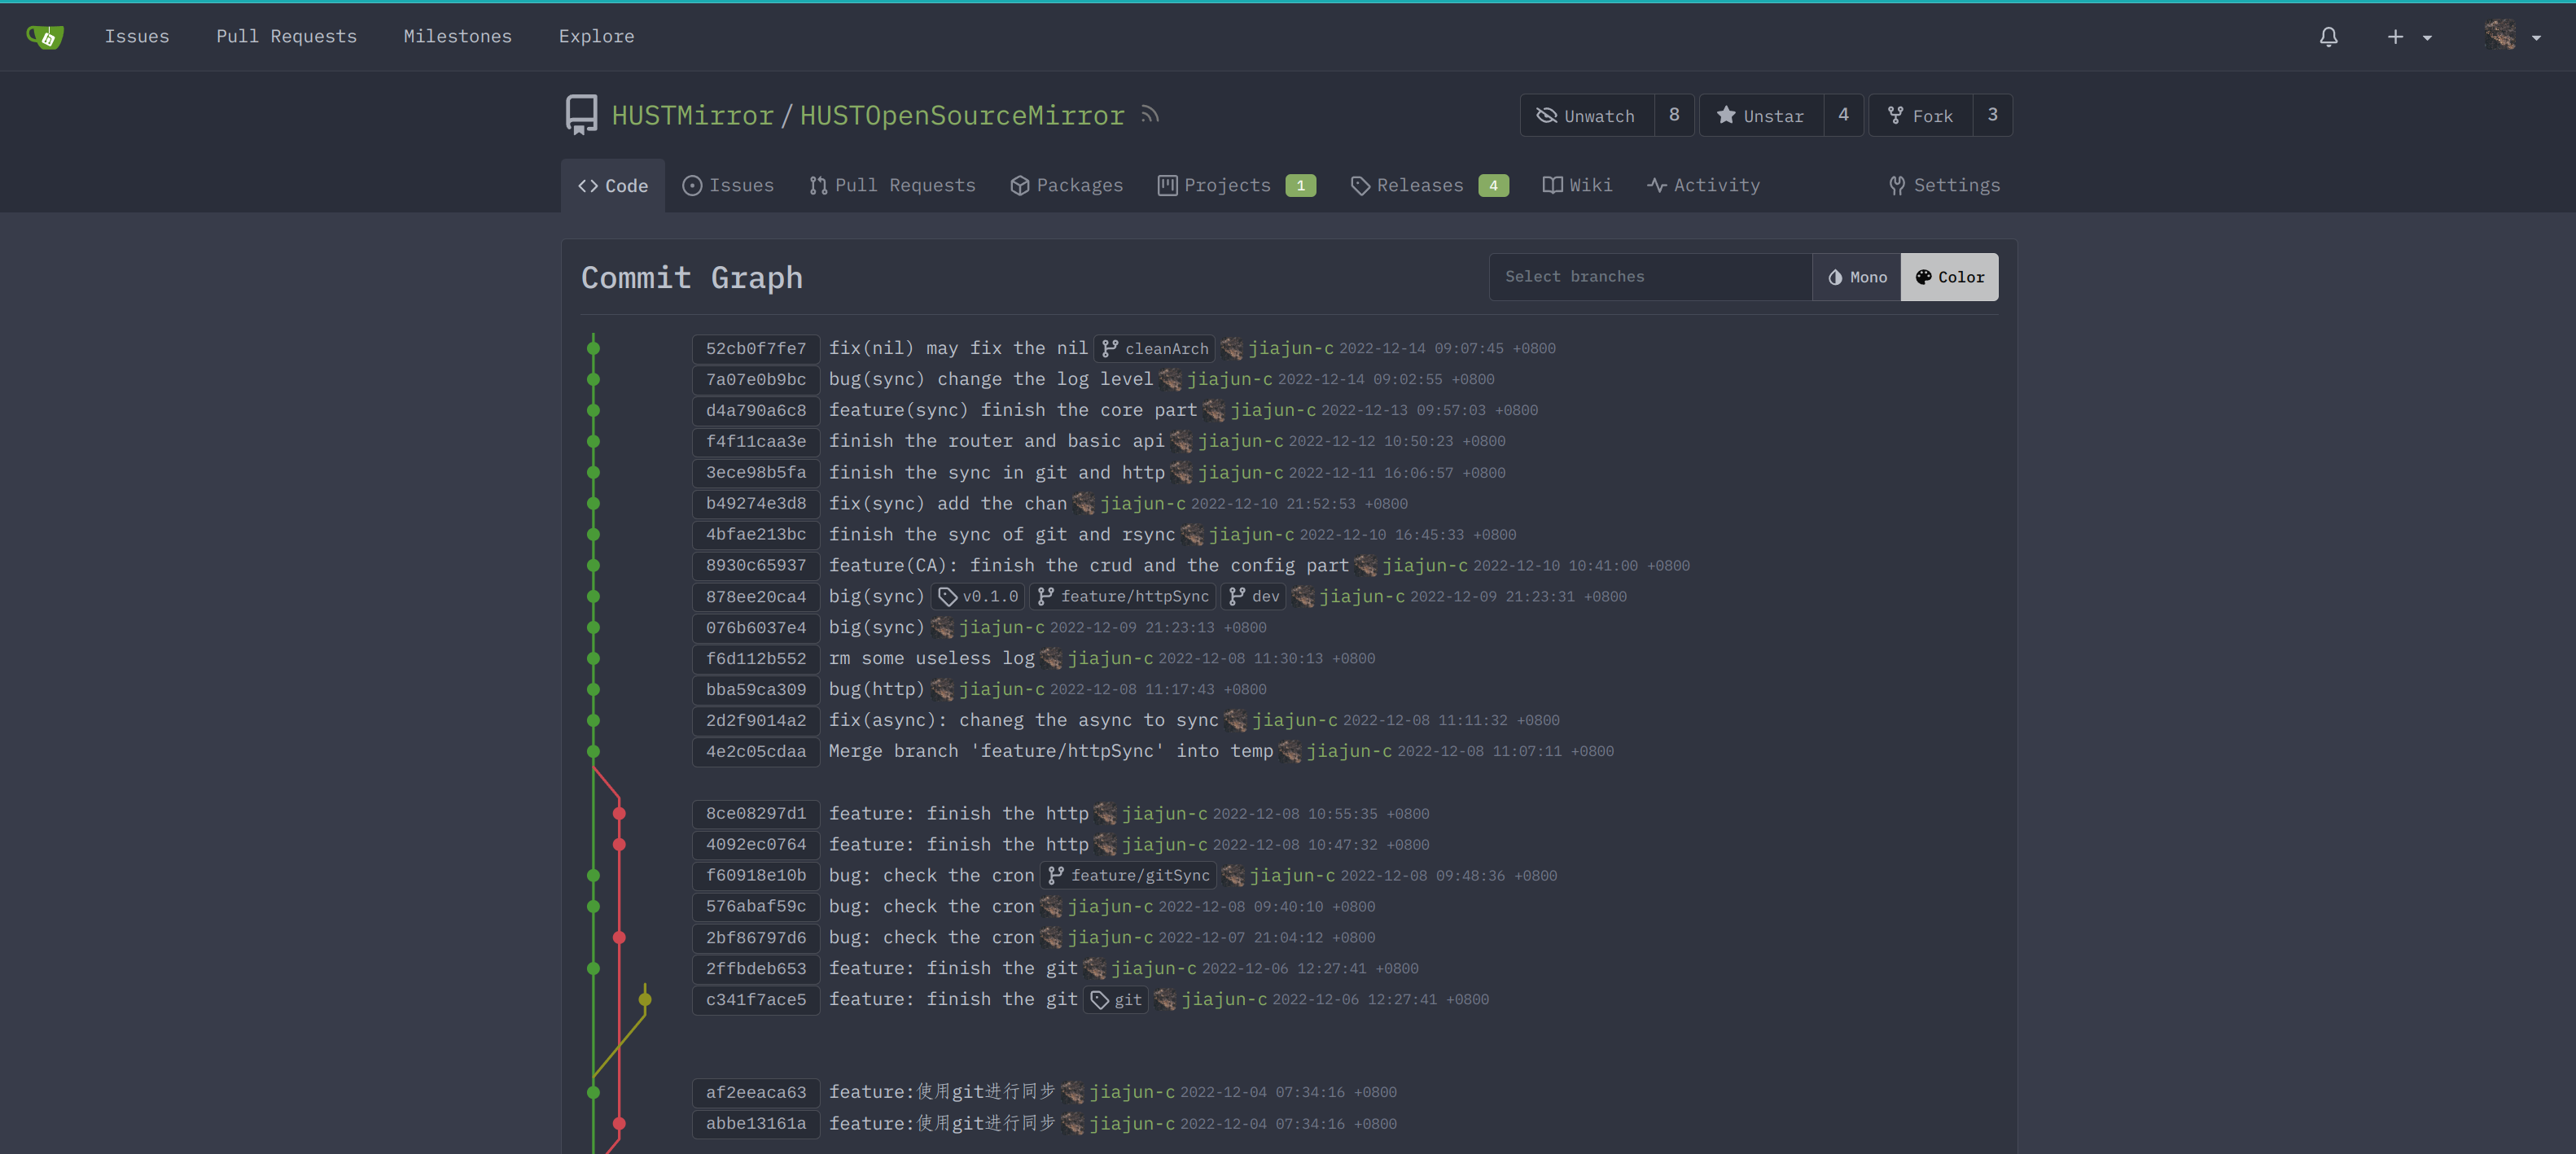 Issues Pull Requests Milestones Explore
HUSTMirror / HUSTOpenSourceMirror Unwatch 8 Unstar 4 Fork 3
Code Issues Pull Requests Packages Projects 1 Releases 4 Wiki Activity Settings
Commit Graph Select branches Mono Color
52cb0f7fe7 fix(nil) may fix the nil cleanArch jiajun-c 2022-12-14 09:07:45 +0800
7a07e0b9bc bug(sync) change the log level jiajun-c 2022-12-14 09:02:55 +0800
d4a790a6c8 feature(sync) finish the core part jiajun-c 2022-12-13 09:57:03 +0800
f4f11caa3e finish the router and basic api jiajun-c 2022-12-12 10:50:23 +0800
3ece98b5fa finish the sync in git and http jiajun-c 2022-12-11 16:06:57 +0800
b49274e3d8 fix(sync) add the chan jiajun-c 2022-12-10 21:52:53 +0800
4bfae213bc finish the sync of git and rsync jiajun-c 2022-12-10 16:45:33 +0800
8930c65937 feature(CA): finish the crud and the config part jiajun-c 2022-12-10 10:41:00 +0800
878ee20ca4 big(sync) v0.1.0 feature/httpSync dev jiajun-c 2022-12-09 21:23:31 +0800
076b6037e4 big(sync) jiajun-c 2022-12-09 21:23:13 +0800
f6d112b552 rm some useless log jiajun-c 2022-12-08 11:30:13 +0800
bba59ca309 bug(http) jiajun-c 2022-12-08 11:17:43 +0800
2d2f9014a2 fix(async): chaneg the async to sync jiajun-c 2022-12-08 11:11:32 +0800
4e2c05cdaa Merge branch 'feature/httpSync' into temp jiajun-c 2022-12-08 11:07:11 +0800
8ce08297d1 feature: finish the http jiajun-c 2022-12-08 10:55:35 +0800
4092ec0764 feature: finish the http jiajun-c 2022-12-08 10:47:32 +0800
f60918e10b bug: check the cron feature/gitSync jiajun-c 2022-12-08 09:48:36 +0800
576abaf59c bug: check the cron jiajun-c 2022-12-08 09:40:10 +0800
2bf86797d6 bug: check the cron jiajun-c 2022-12-07 21:04:12 +0800
2ffbdeb653 feature: finish the git jiajun-c 2022-12-06 12:27:41 +0800
c341f7ace5 feature: finish the git git jiajun-c 2022-12-06 12:27:41 +0800
af2eeaca63 feature:使用git进行同步 jiajun-c 2022-12-04 07:34:16 +0800
abbe13161a feature:使用git进行同步 jiajun-c 2022-12-04 07:34:16 +0800